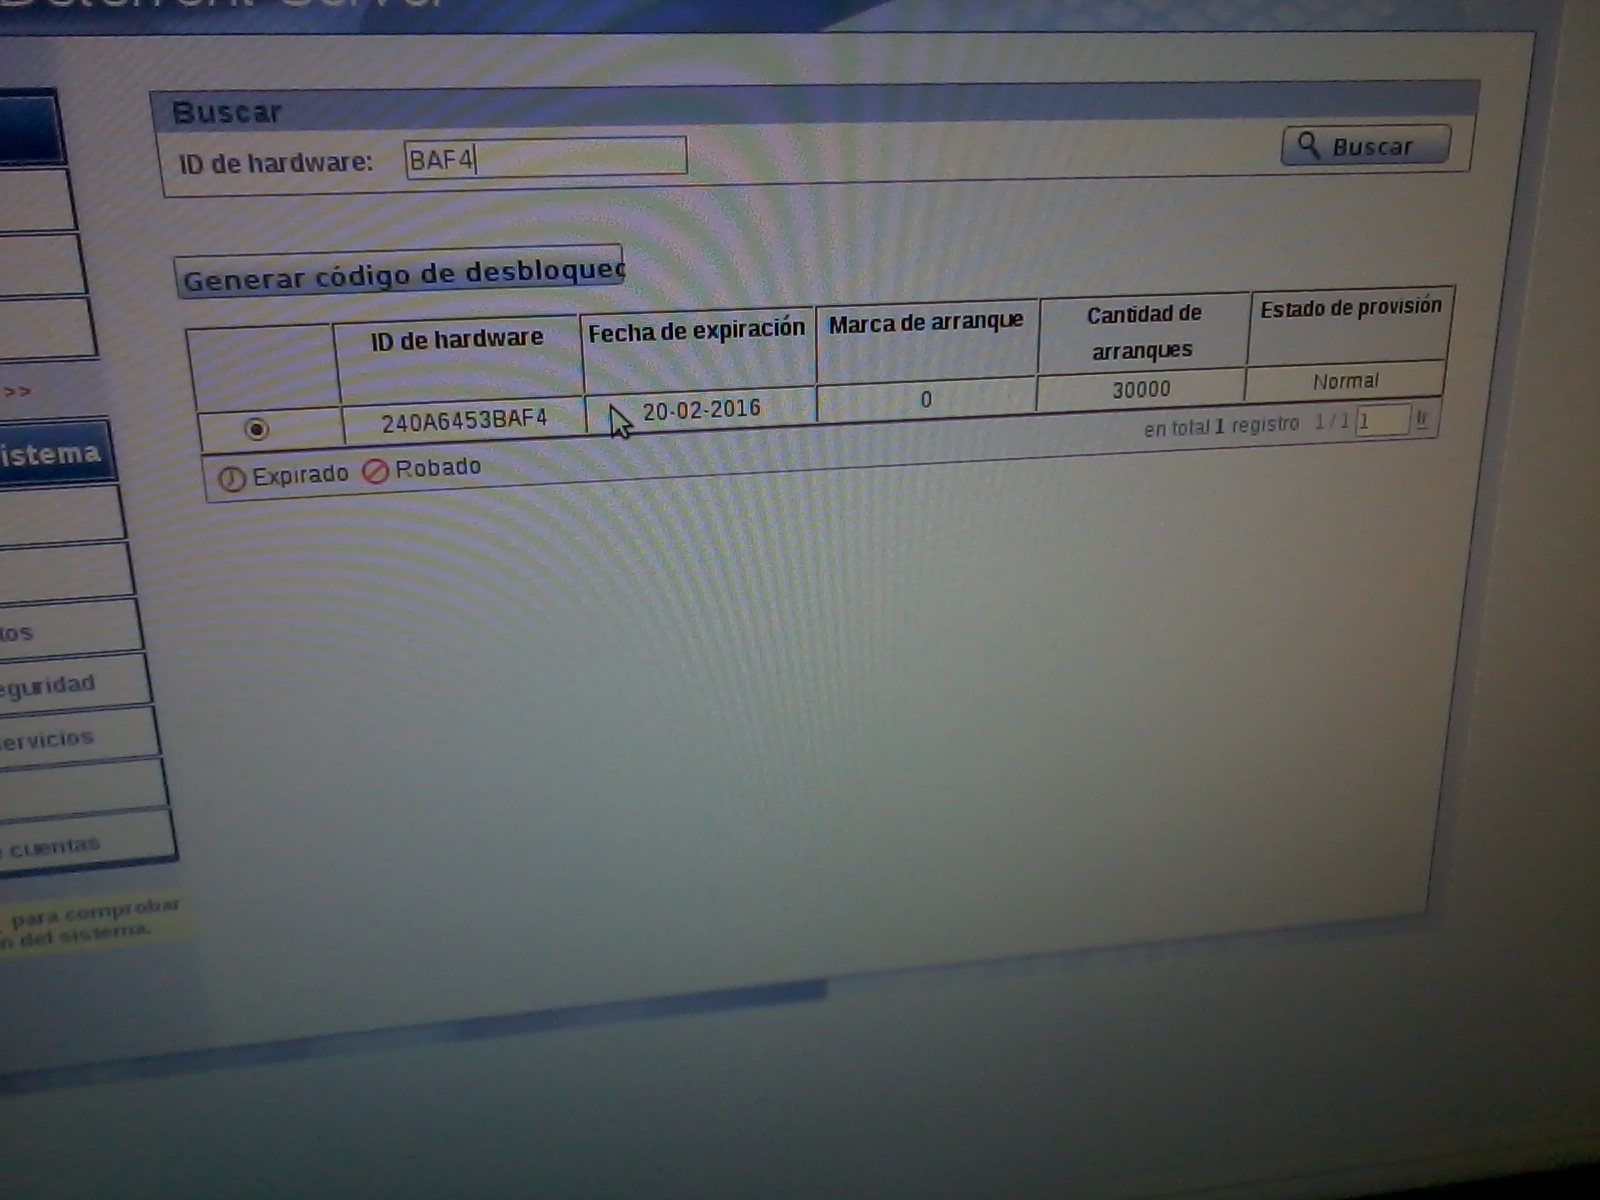 Buscar
ID de hardware: BAF4 Buscar
Generar código de desbloqueo
ID de hardware Fecha de expiración Marca de arranque Cantidad de arranques Estado de provisión
240A6453BAF4 20-02-2016 0 30000 Normal
en total 1 registro 1 / 1 1 Ir
Expirado Robado
>>
istema
tos
eguridad
ervicios
cuentas
para comprobar
n del sistema.